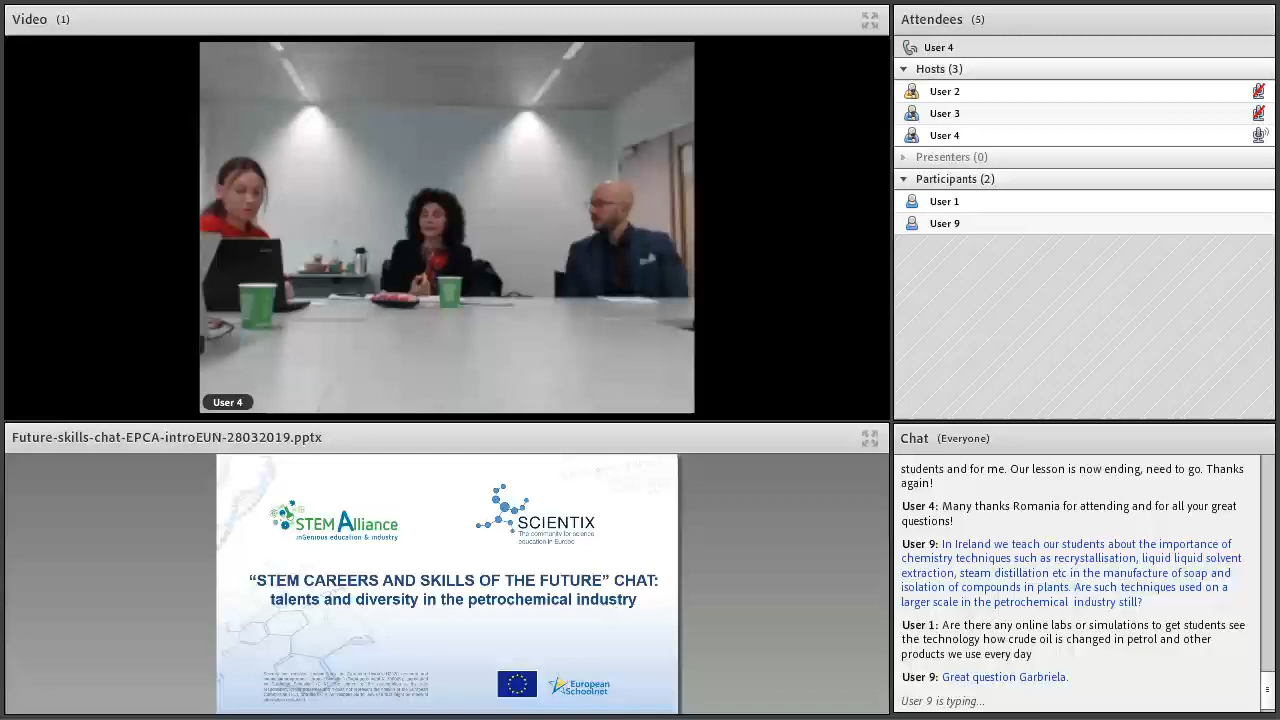 Video (1)
User 4
Future-skills-chat-EPCA-introEUN-28032019.pptx
STEM Alliance
inGenious education & industry
SCIENTIX
The community for science
education in Europe
“STEM CAREERS AND SKILLS OF THE FUTURE” CHAT:
talents and diversity in the petrochemical industry
European
Schoolnet
Attendees (5)
User 4
Hosts (3)
User 2
User 3
User 4
Presenters (0)
Participants (2)
User 1
User 9
Chat (Everyone)
students and for me. Our lesson is now ending, need to go. Thanks
again!
User 4: Many thanks Romania for attending and for all your great
questions!
User 9: In Ireland we teach our students about the importance of
chemistry techniques such as recrystallisation, liquid liquid solvent
extraction, steam distillation etc in the manufacture of soap and
isolation of compounds in plants. Are such techniques used on a
larger scale in the petrochemical industry still?
User 1: Are there any online labs or simulations to get students see
the technology how crude oil is changed in petrol and other
products we use every day
User 9: Great question Garbriela.
User 9 is typing...